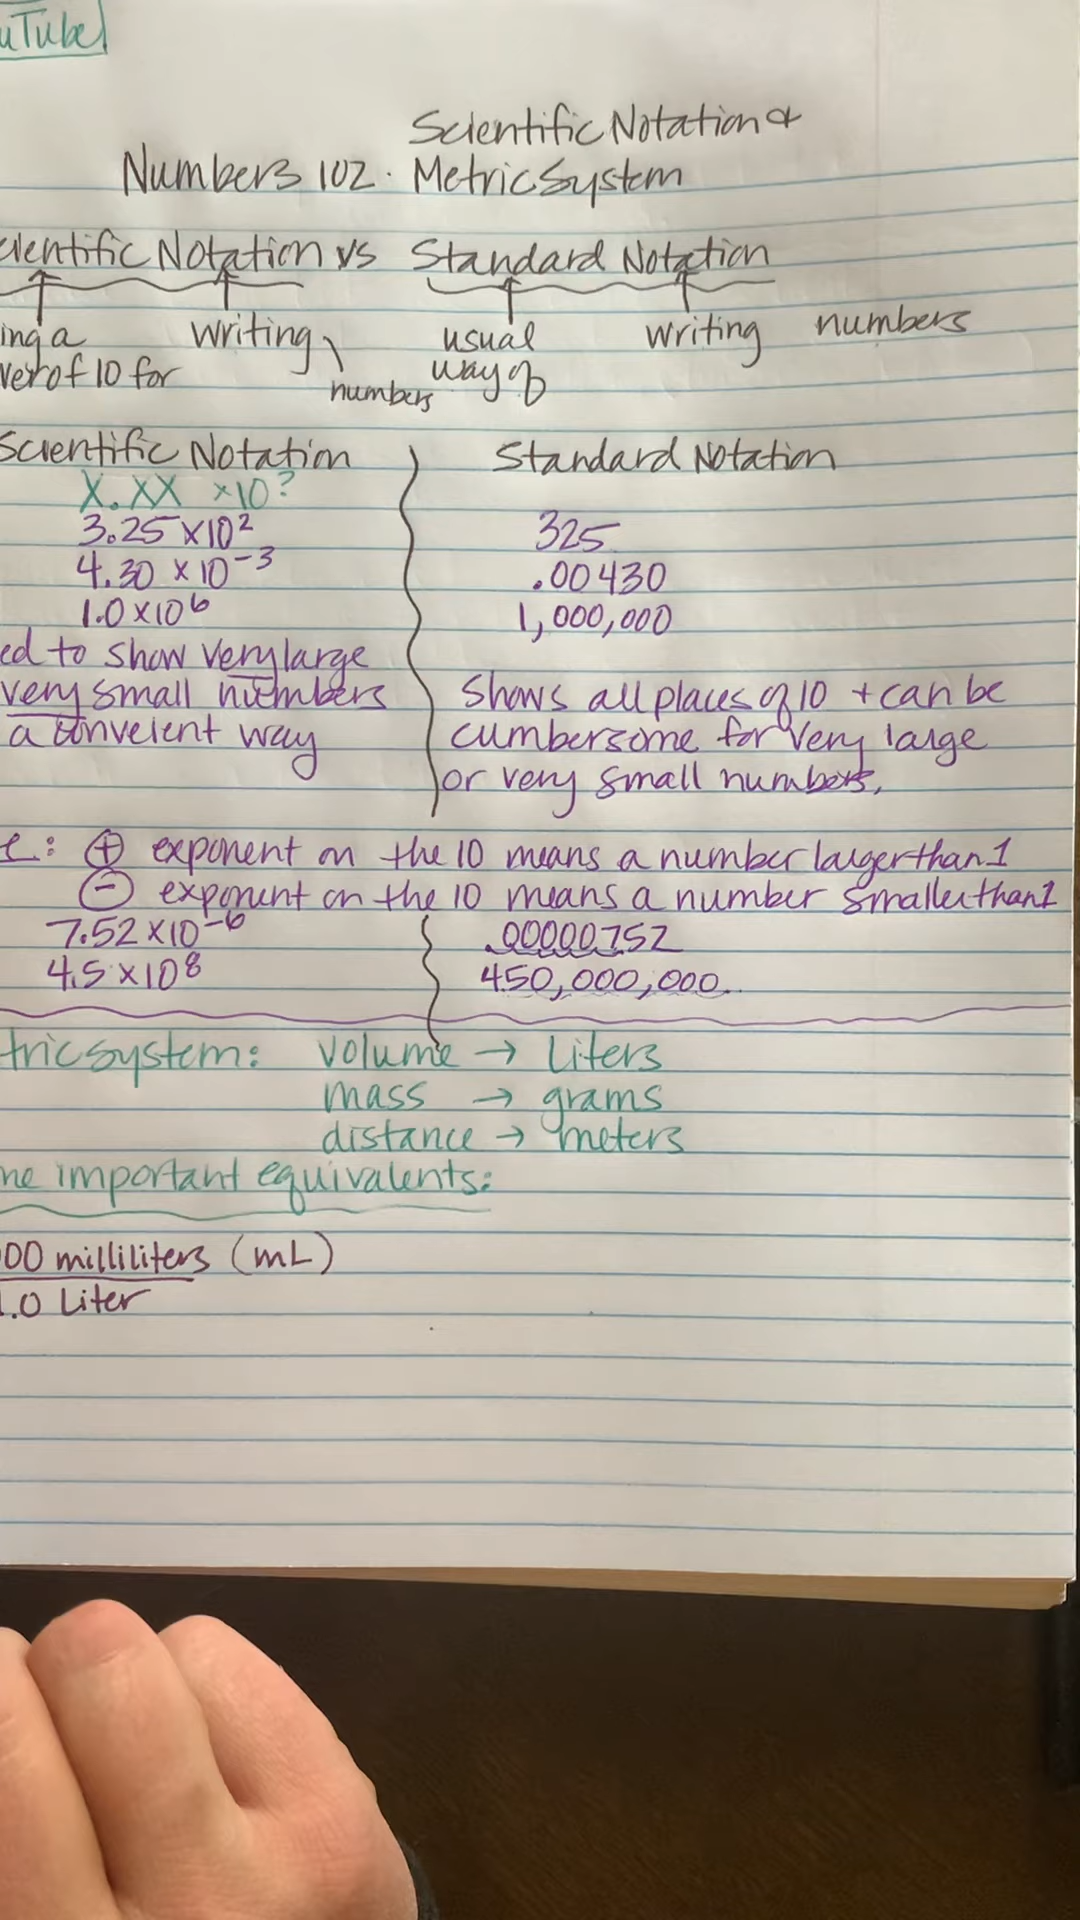 uTube
Scientific Notation &
Numbers 102. Metric System
cientific Notation vs Standard Notation
ing a writing usual writing numbers
ver of 10 for numbers way of
Scientific Notation Standard Notation
X.XX x10?
3.25 x 10² 325
4.30 x 10⁻³ .00430
1.0 x 10⁶ 1,000,000
ed to show very large
very small numbers Shows all places of 10 + can be
a conveient way cumbersome for very large
or very small numbers.
e: ⊕ exponent on the 10 means a number larger than 1
⊖ exponent on the 10 means a number smaller than 1
7.52 x 10⁻⁶ .00000752
4.5 x 10⁸ 450,000,000.
tric system: volume → Liters
mass → grams
distance → meters
me important equivalents:
00 milliliters (mL)
1.0 Liter